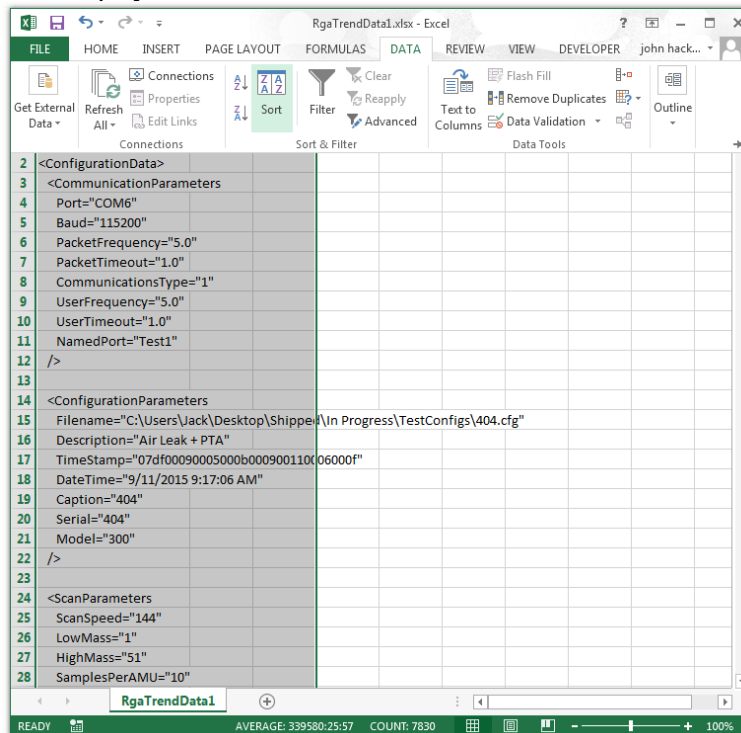 RgaTrendData1.xlsx - Excel
FILE HOME INSERT PAGE LAYOUT FORMULAS DATA REVIEW VIEW DEVELOPER john hack...
Get External Data
Refresh All
Connections
Properties
Edit Links
Connections
Sort
Filter
Clear
Reapply
Advanced
Sort & Filter
Text to Columns
Flash Fill
Remove Duplicates
Data Validation
Data Tools
Outline
2 <ConfigurationData>
3 <CommunicationParameters
4 Port="COM6"
5 Baud="115200"
6 PacketFrequency="5.0"
7 PacketTimeout="1.0"
8 CommunicationsType="1"
9 UserFrequency="5.0"
10 UserTimeout="1.0"
11 NamedPort="Test1"
12 />
13
14 <ConfigurationParameters
15 Filename="C:\Users\Jack\Desktop\Shipped\In Progress\TestConfigs\404.cfg"
16 Description="Air Leak + PTA"
17 TimeStamp="07df00090005000b000900110006000f"
18 DateTime="9/11/2015 9:17:06 AM"
19 Caption="404"
20 Serial="404"
21 Model="300"
22 />
23
24 <ScanParameters
25 ScanSpeed="144"
26 LowMass="1"
27 HighMass="51"
28 SamplesPerAMU="10"
RgaTrendData1
READY AVERAGE: 339580:25:57 COUNT: 7830 100%